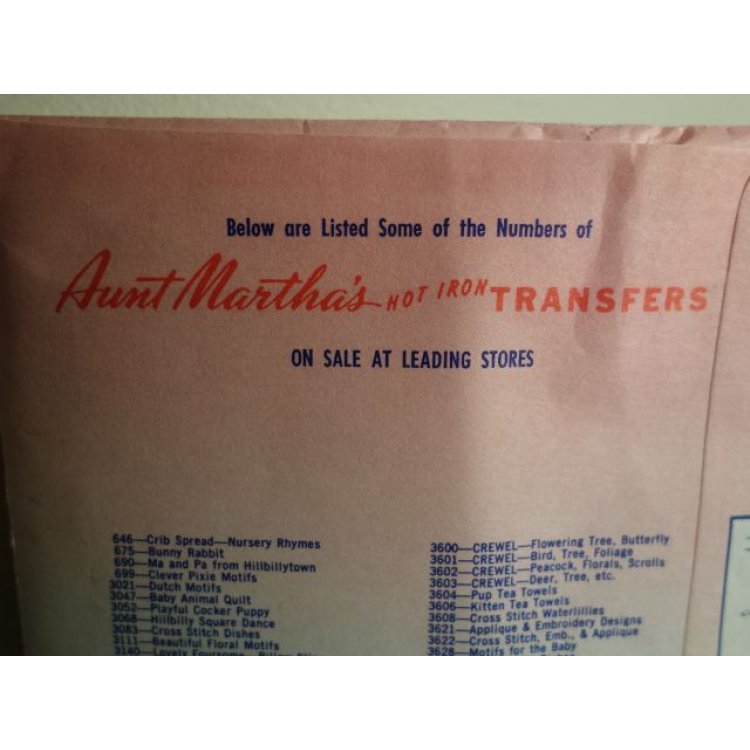 Below are Listed Some of the Numbers of
Aunt Martha's HOT IRON TRANSFERS
ON SALE AT LEADING STORES
646—Crib Spread—Nursery Rhymes
675—Bunny Rabbit
690—Ma and Pa from Hillbillytown
699—Clever Pixie Motifs
3021—Dutch Motifs
3047—Baby Animal Quilt
3052—Playful Cocker Puppy
3068—Hillbilly Square Dance
3083—Cross Stitch Dishes
3111—Beautiful Floral Motifs
3140—Lovely
3600—CREWEL—Flowering Tree, Butterfly
3601—CREWEL—Bird, Tree, Foliage
3602—CREWEL—Peacock, Florals, Scrolls
3603—CREWEL—Deer, Tree, etc.
3604—Pup Tea Towels
3606—Kitten Tea Towels
3608—Cross Stitch Waterlillies
3621—Applique & Embroidery Designs
3622—Cross Stitch, Emb., & Applique
3628—Motifs for the Baby